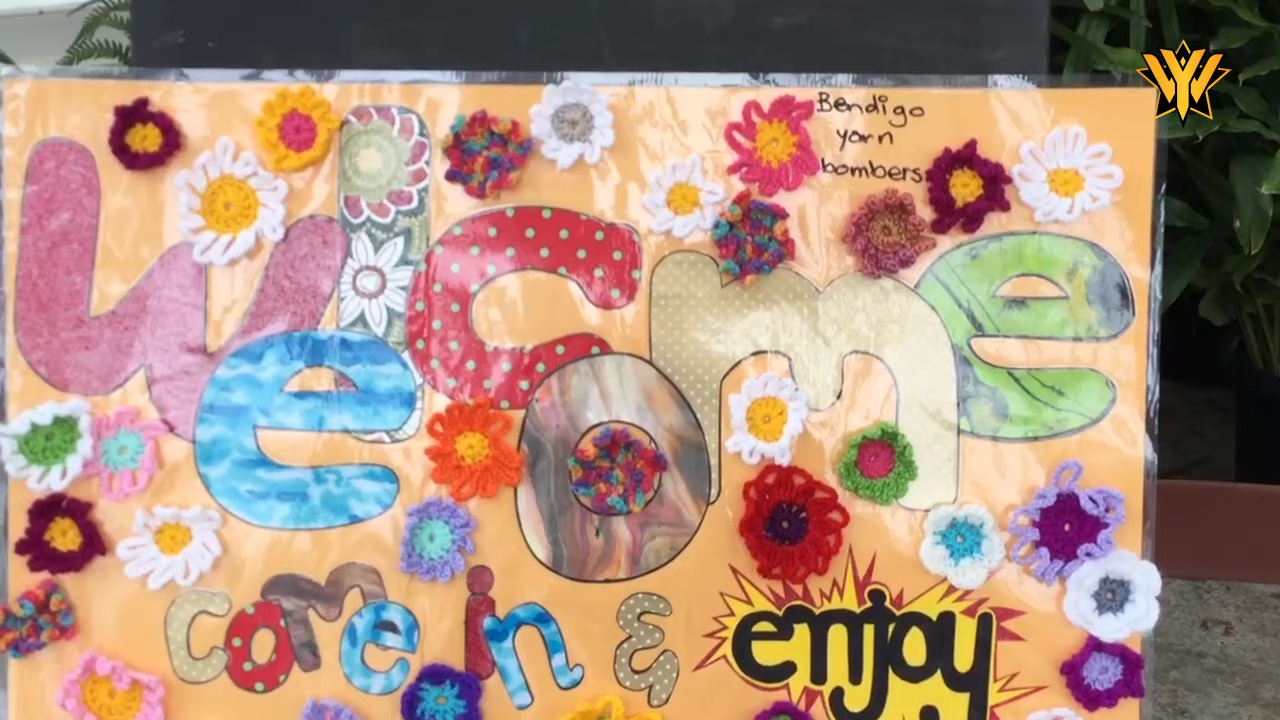 Bendigo
yarn
bombers
welcome
come in & enjoy